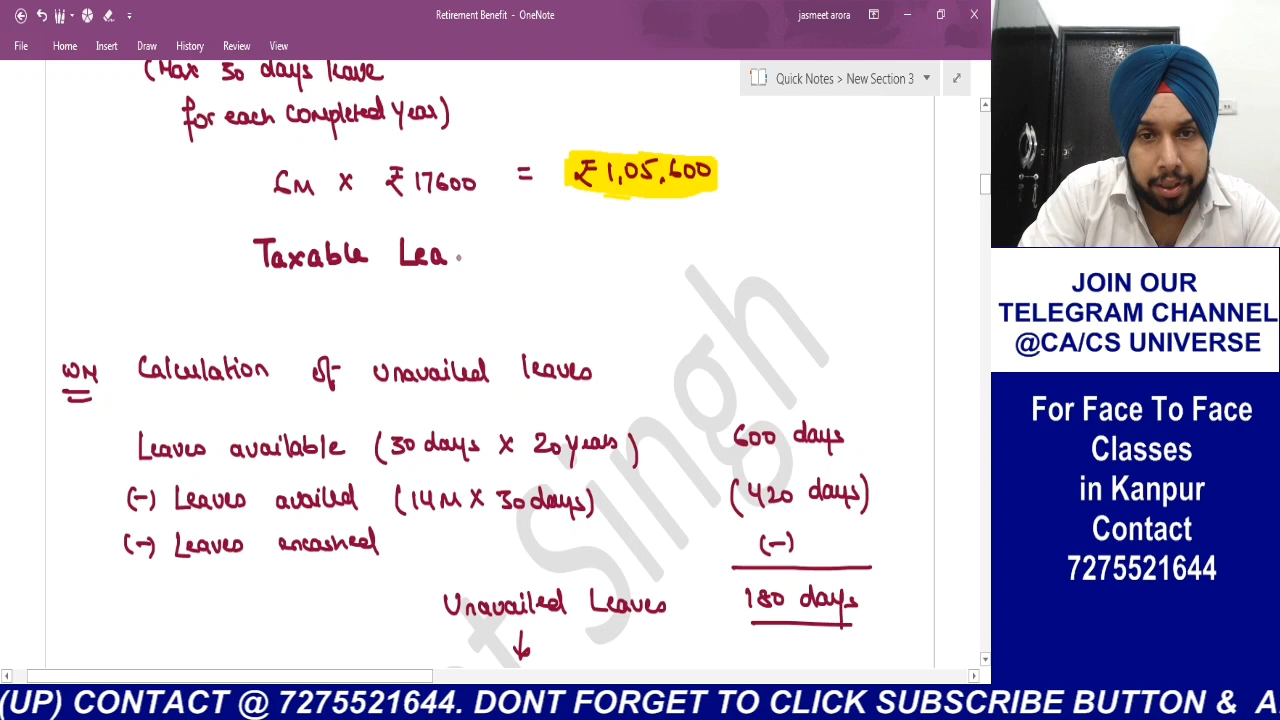 Retirement Benefit - OneNote
jasmeet arora
File Home Insert Draw History Review View
Quick Notes > New Section 3
(Max 30 days leave
for each completed year)
6M x ₹17600 = ₹1,05,600
Taxable Lea
WN Calculation of unavailed leaves
Leaves available (30 days x 20 years) 600 days
(-) Leaves availed (14M x 30 days) (420 days)
(-) Leaves encashed (-)
Unavailed Leaves 180 days
t Singh
JOIN OUR
TELEGRAM CHANNEL
@CA/CS UNIVERSE
For Face To Face
Classes
in Kanpur
Contact
7275521644
(UP) CONTACT @ 7275521644. DONT FORGET TO CLICK SUBSCRIBE BUTTON & A